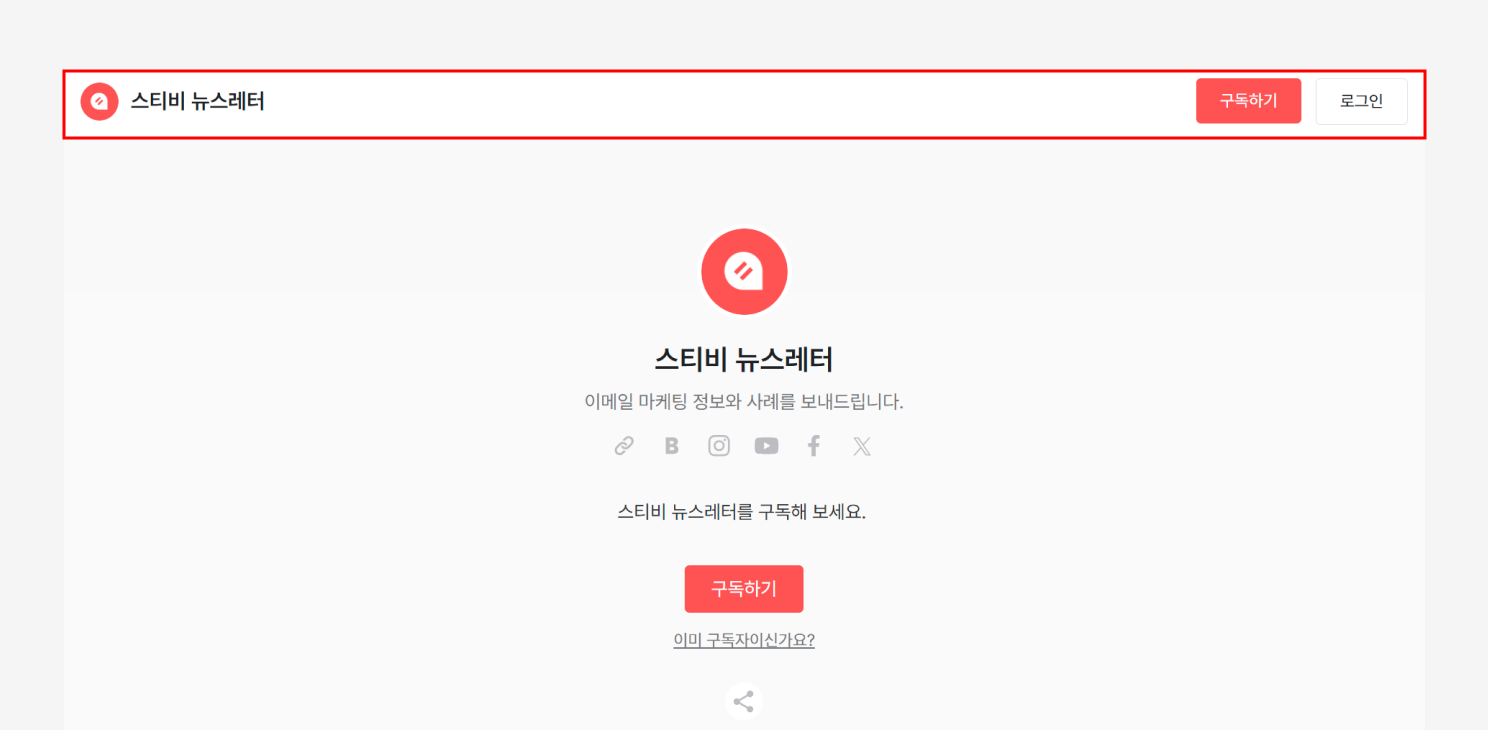 스티비 뉴스레터
구독하기
로그인
스티비 뉴스레터
이메일 마케팅 정보와 사례를 보내드립니다.
스티비 뉴스레터를 구독해 보세요.
구독하기
이미 구독자이신가요?